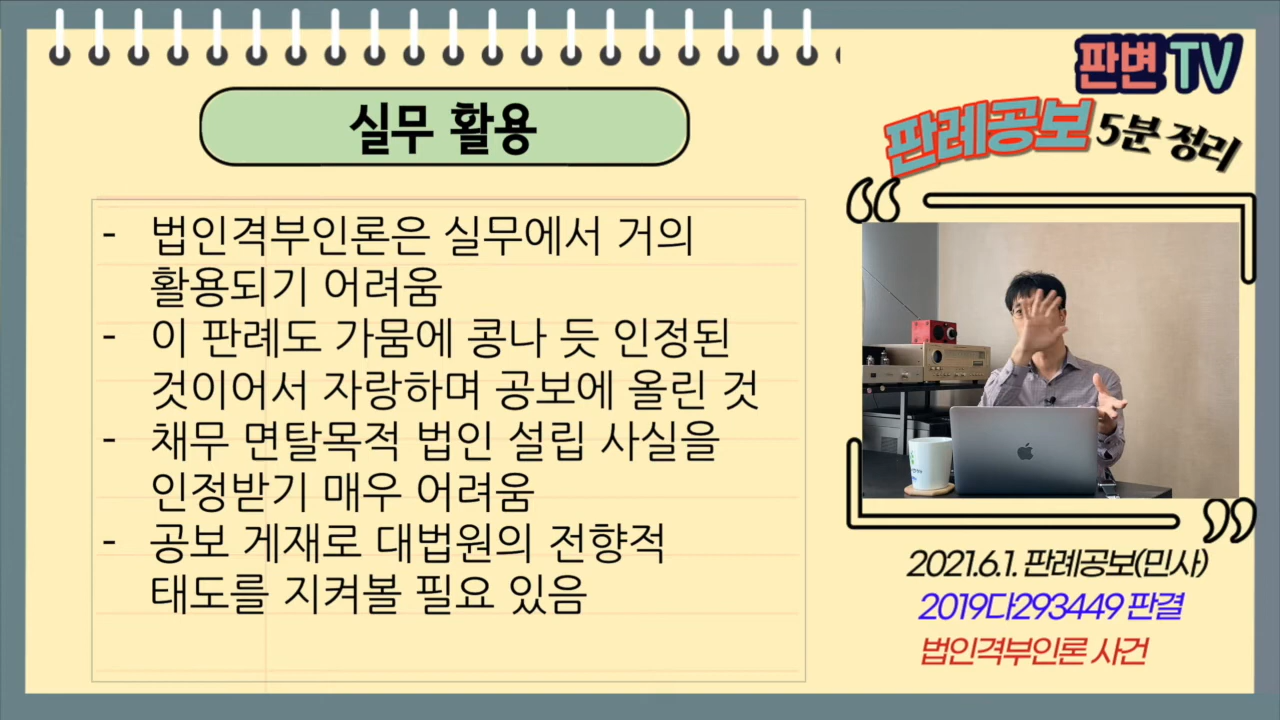 실무 활용
- 법인격부인론은 실무에서 거의
활용되기 어려움
- 이 판례도 가뭄에 콩나 듯 인정된
것이어서 자랑하며 공보에 올린 것
- 채무 면탈목적 법인 설립 사실을
인정받기 매우 어려움
- 공보 게재로 대법원의 전향적
태도를 지켜볼 필요 있음
판변 TV
판례공보 5분 정리
2021.6.1. 판례공보(민사)
2019다293449 판결
법인격부인론 사건